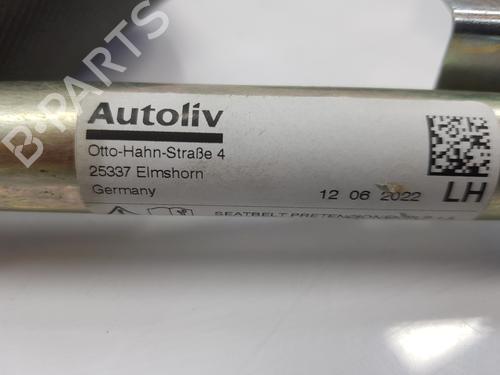 B-PARTS
Autoliv
Otto-Hahn-Straße 4
25337 Elmshorn
Germany
12 06 2022 LH
SEATBELT PRETENSIONER